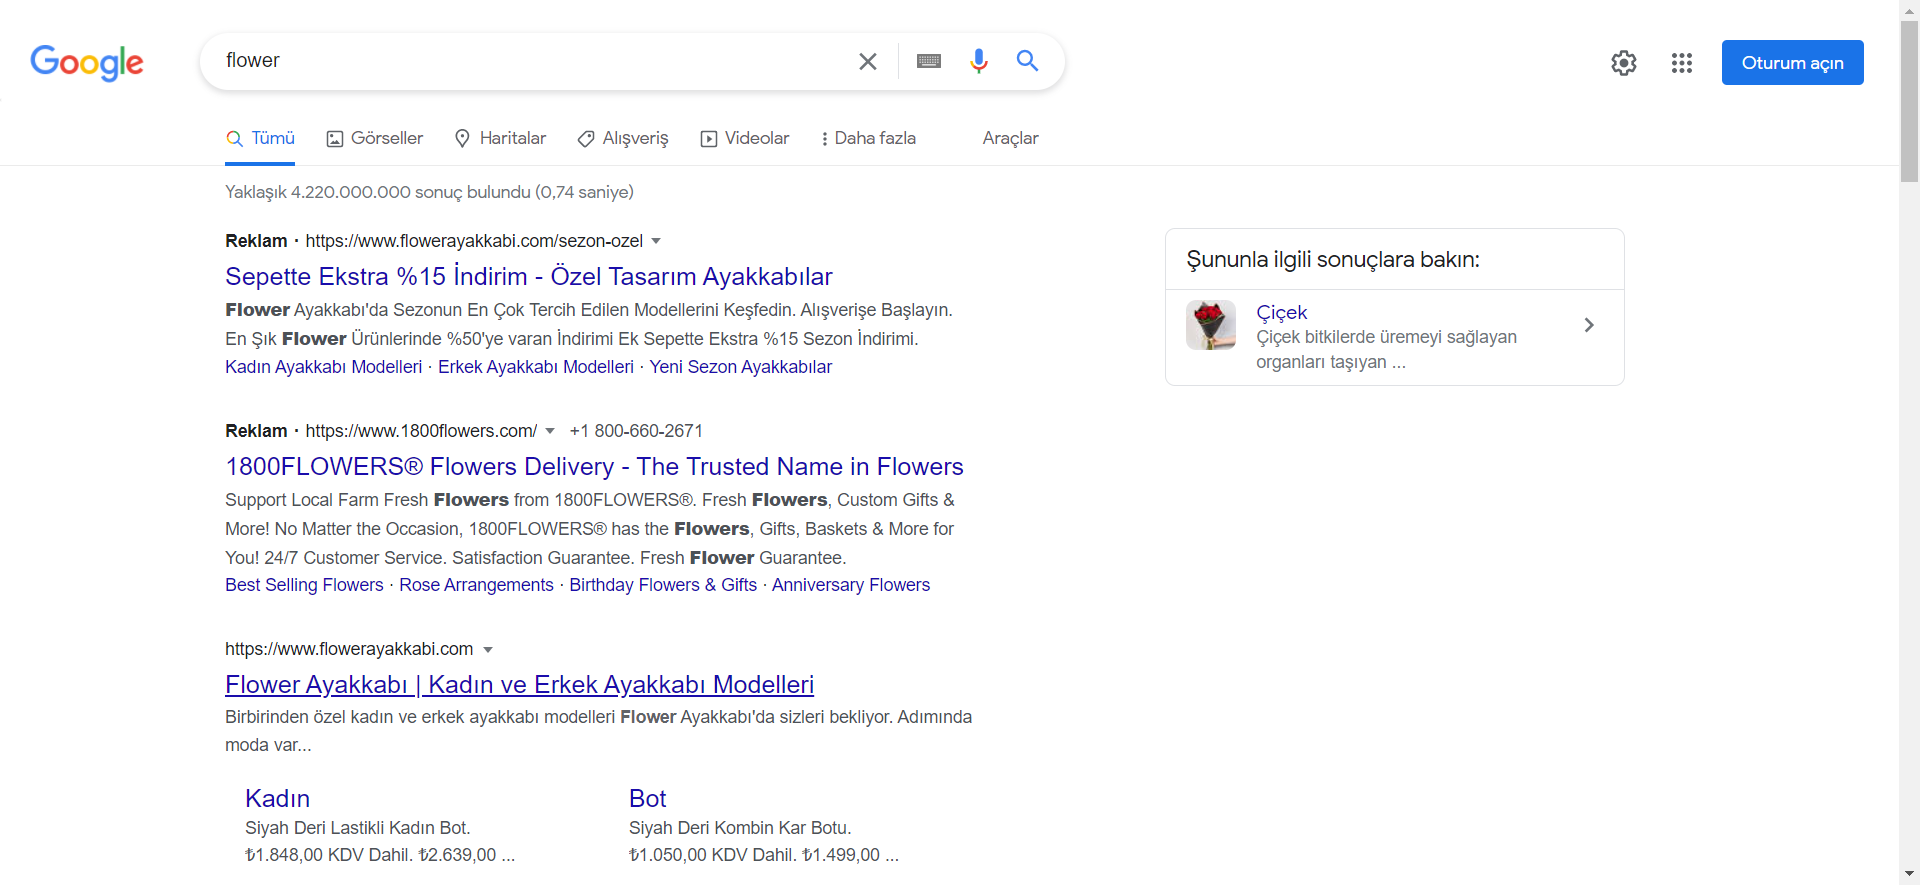 Google
flower
Oturum açın
Tümü
Görseller
Haritalar
Alışveriş
Videolar
Daha fazla
Araçlar
Yaklaşık 4.220.000.000 sonuç bulundu (0,74 saniye)
Reklam · https://www.flowerayakkabi.com/sezon-ozel
Sepette Ekstra %15 İndirim - Özel Tasarım Ayakkabılar
Flower Ayakkabı'da Sezonun En Çok Tercih Edilen Modellerini Keşfedin. Alışverişe Başlayın.
En Şık Flower Ürünlerinde %50'ye varan İndirimi Ek Sepette Ekstra %15 Sezon İndirimi.
Kadın Ayakkabı Modelleri · Erkek Ayakkabı Modelleri · Yeni Sezon Ayakkabılar
Reklam · https://www.1800flowers.com/ +1 800-660-2671
1800FLOWERS® Flowers Delivery - The Trusted Name in Flowers
Support Local Farm Fresh Flowers from 1800FLOWERS®. Fresh Flowers, Custom Gifts &
More! No Matter the Occasion, 1800FLOWERS® has the Flowers, Gifts, Baskets & More for
You! 24/7 Customer Service. Satisfaction Guarantee. Fresh Flower Guarantee.
Best Selling Flowers · Rose Arrangements · Birthday Flowers & Gifts · Anniversary Flowers
https://www.flowerayakkabi.com
Flower Ayakkabı | Kadın ve Erkek Ayakkabı Modelleri
Birbirinden özel kadın ve erkek ayakkabı modelleri Flower Ayakkabı'da sizleri bekliyor. Adımında
moda var...
Kadın
Siyah Deri Lastikli Kadın Bot.
₺1.848,00 KDV Dahil. ₺2.639,00 ...
Bot
Siyah Deri Kombin Kar Botu.
₺1.050,00 KDV Dahil. ₺1.499,00 ...
Şununla ilgili sonuçlara bakın:
Çiçek
Çiçek bitkilerde üremeyi sağlayan
organları taşıyan ...